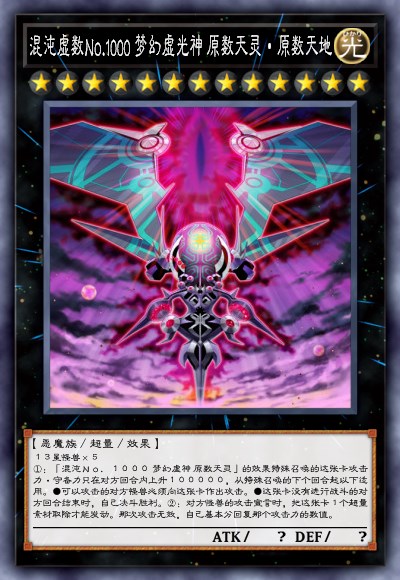 混沌虚数No.1000 梦幻虚光神 原数天灵・原数天地
光
【恶魔族／超量／效果】
13星怪兽×5
①：「混沌No.1000 梦幻虚神 原数天灵」的效果特殊召唤的这张卡攻击
力・守备力只在对方回合内上升100000，从特殊召唤的下个回合起以下适
用。●可以攻击的对方怪兽必须向这张卡作出攻击。●这张卡没有进行战斗的对
方回合结束时，自己决斗胜利。②：对方怪兽的攻击宣言时，把这张卡1个超量
素材取除才能发动。那次攻击无效，自己基本分回复那个攻击力的数值。
ATK/ ? DEF/ ?